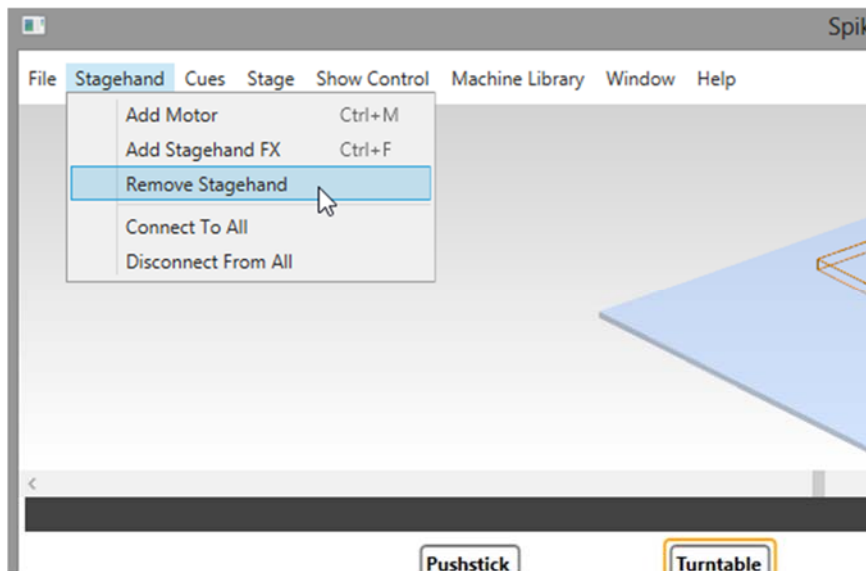 File Stagehand Cues Stage Show Control Machine Library Window Help
Add Motor Ctrl+M
Add Stagehand FX Ctrl+F
Remove Stagehand
Connect To All
Disconnect From All
Pushstick Turntable